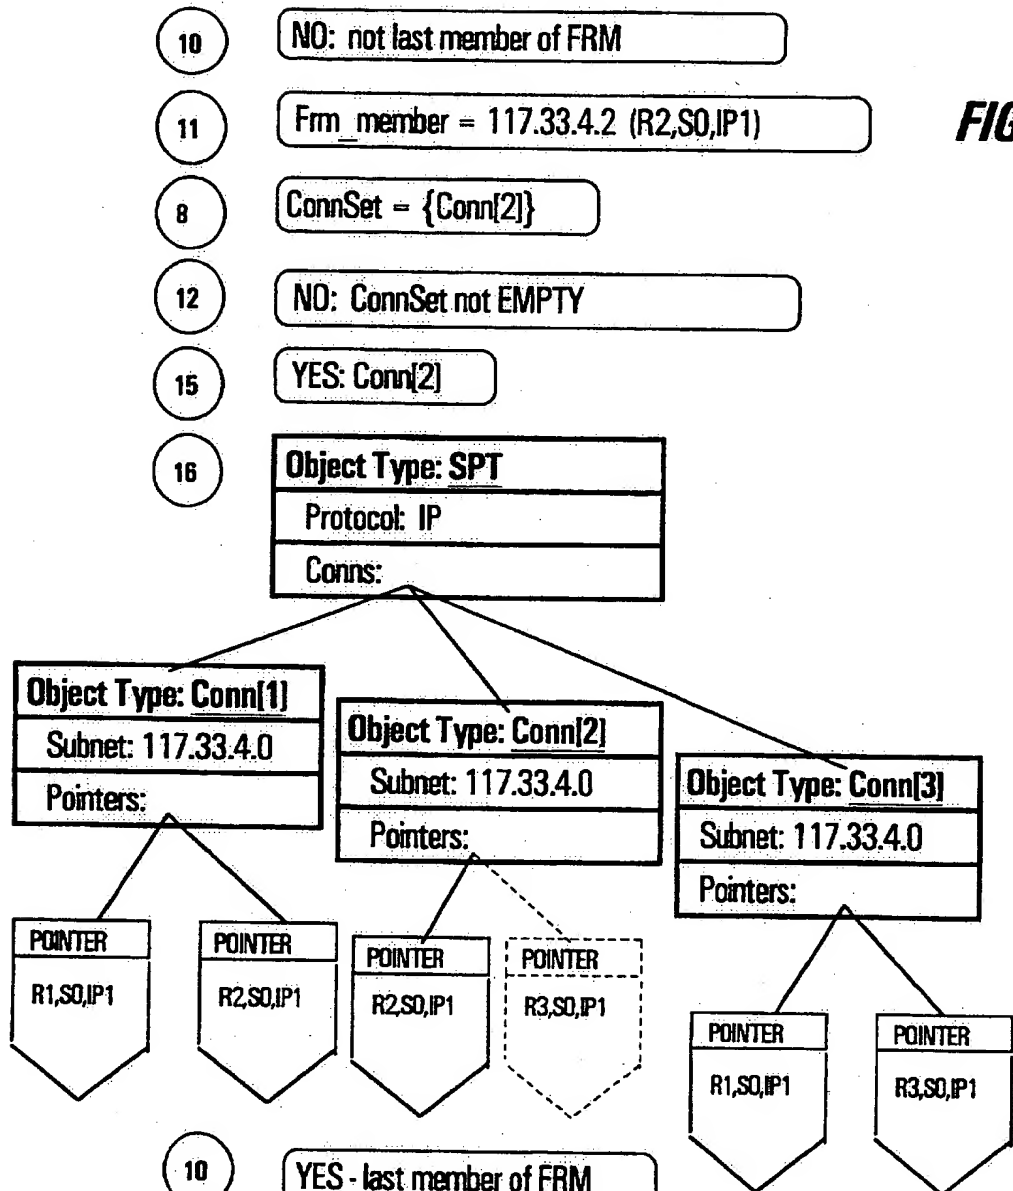 10 NO: not last member of FRM
11 Frm_member = 117.33.4.2 (R2,S0,IP1)
FIG
8 ConnSet = {Conn[2]}
12 NO: ConnSet not EMPTY
15 YES: Conn[2]
16
Object Type: SPT
Protocol: IP
Conns:
Object Type: Conn[1]
Subnet: 117.33.4.0
Pointers:
Object Type: Conn[2]
Subnet: 117.33.4.0
Pointers:
Object Type: Conn[3]
Subnet: 117.33.4.0
Pointers:
POINTER
R1,S0,IP1
POINTER
R2,S0,IP1
POINTER
R2,S0,IP1
POINTER
R3,S0,IP1
POINTER
R1,S0,IP1
POINTER
R3,S0,IP1
10 YES - last member of FRM